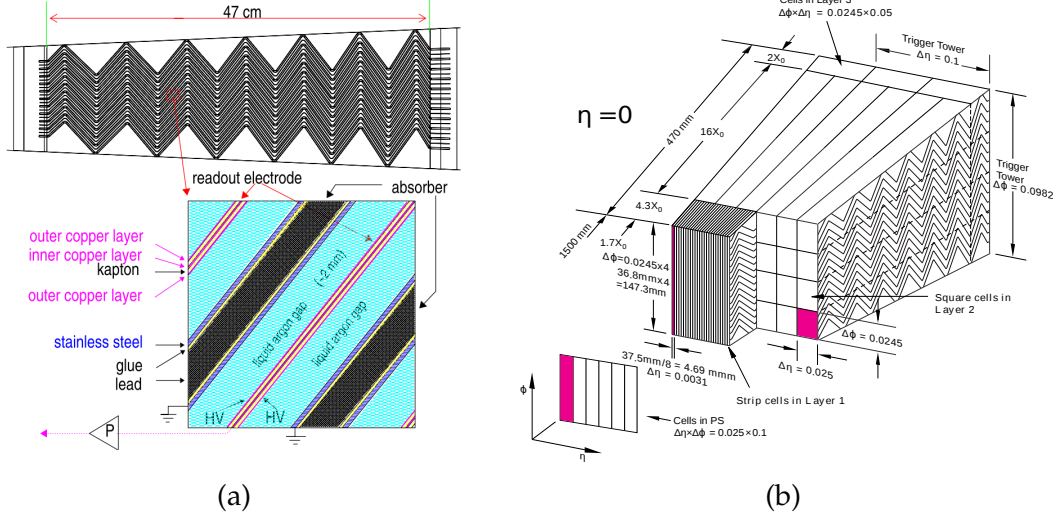 47 cm
readout electrode
absorber
outer copper layer
inner copper layer
kapton
outer copper layer
stainless steel
glue
lead
liquid argon gap
(~2 mm)
liquid argon gap
HV
HV
P
(a)
Cells in Layer 3
Δϕ×Δη = 0.0245×0.05
Trigger Tower
Δη = 0.1
2X₀
η =0
470 mm
16X₀
Trigger
Tower
Δϕ = 0.0982
4.3X₀
1500 mm
1.7X₀
Δϕ=0.0245x4
36.8mmx4
=147.3mm
Square cells in
Layer 2
Δϕ = 0.0245
37.5mm/8 = 4.69 mmm
Δη = 0.0031
Δη = 0.025
Strip cells in Layer 1
ϕ
Cells in PS
Δη×Δϕ = 0.025×0.1
η
(b)